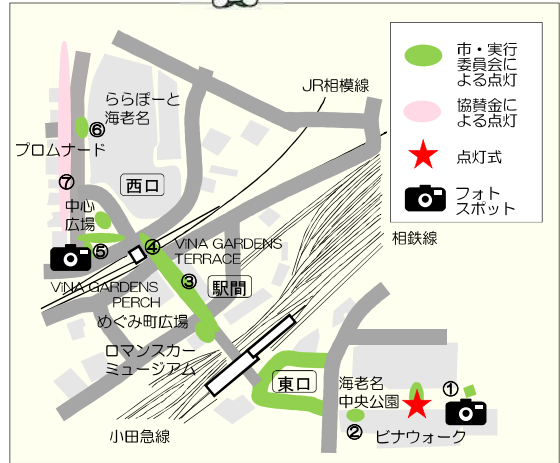 市・実行
委員会に
よる点灯
協賛金に
よる点灯
点灯式
フォト
スポット
JR相模線
ららぽーと
海老名
⑥
プロムナード
⑦
西口
中心
広場
⑤
④
ViNA GARDENS
TERRACE
相鉄線
③
駅間
ViNA GARDENS
PERCH
めぐみ町広場
ロマンスカー
ミュージアム
東口
海老名
中央公園
①
②
ビナウォーク
小田急線